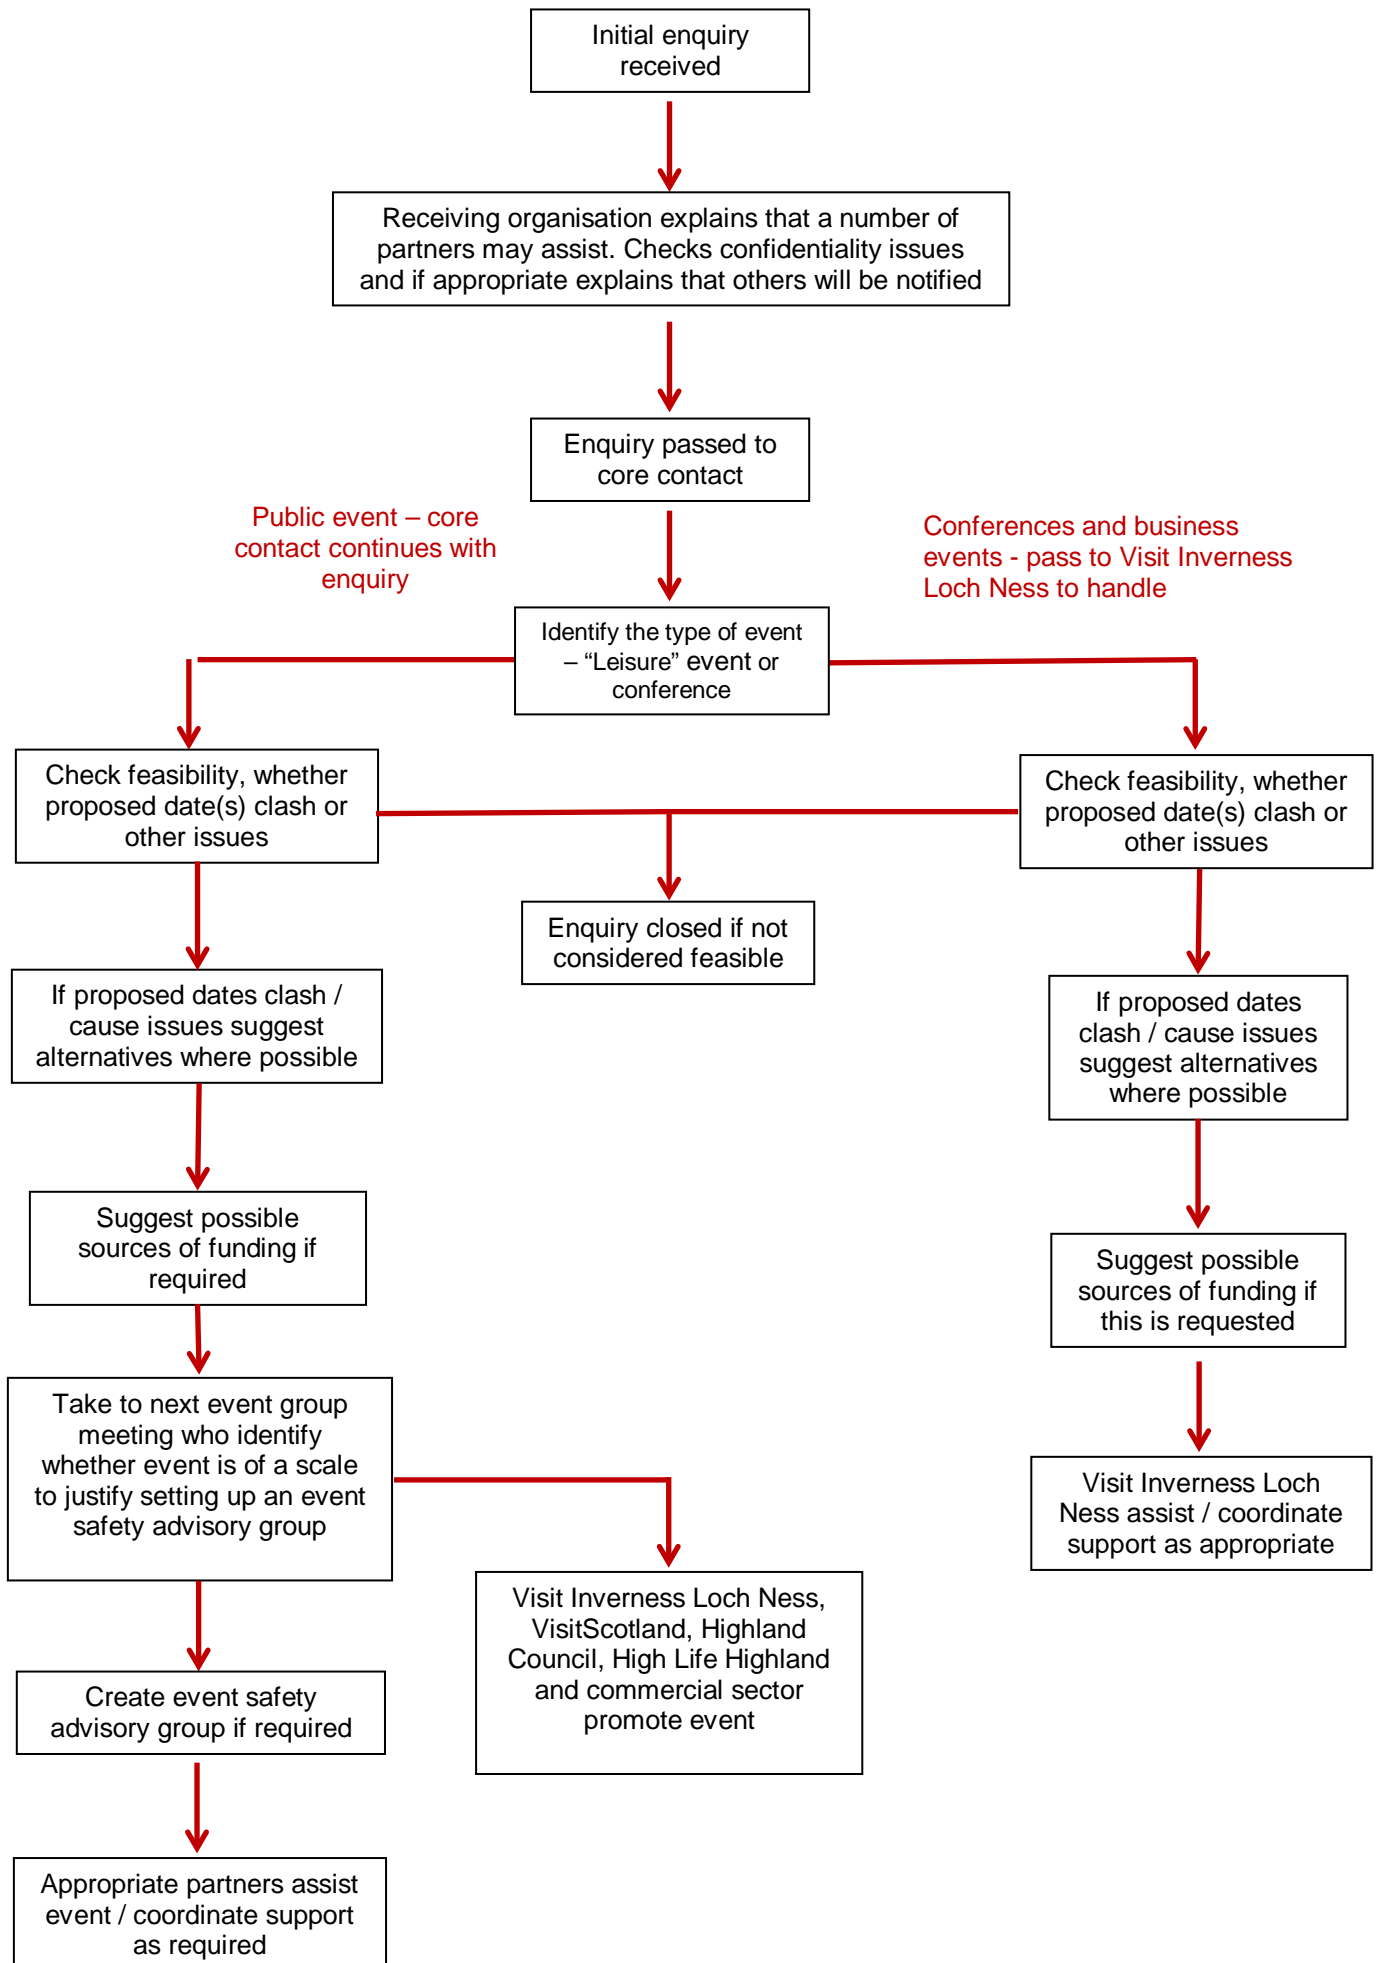 Initial enquiry
received
Receiving organisation explains that a number of
partners may assist. Checks confidentiality issues
and if appropriate explains that others will be notified
Enquiry passed to
core contact
Public event – core
contact continues with
enquiry
Conferences and business
events - pass to Visit Inverness
Loch Ness to handle
Identify the type of event
– “Leisure” event or
conference
Check feasibility, whether
proposed date(s) clash or
other issues
Check feasibility, whether
proposed date(s) clash or
other issues
Enquiry closed if not
considered feasible
If proposed dates clash /
cause issues suggest
alternatives where possible
If proposed dates
clash / cause issues
suggest alternatives
where possible
Suggest possible
sources of funding if
required
Suggest possible
sources of funding if
this is requested
Take to next event group
meeting who identify
whether event is of a scale
to justify setting up an event
safety advisory group
Visit Inverness Loch
Ness assist / coordinate
support as appropriate
Visit Inverness Loch Ness,
VisitScotland, Highland
Council, High Life Highland
and commercial sector
promote event
Create event safety
advisory group if required
Appropriate partners assist
event / coordinate support
as required